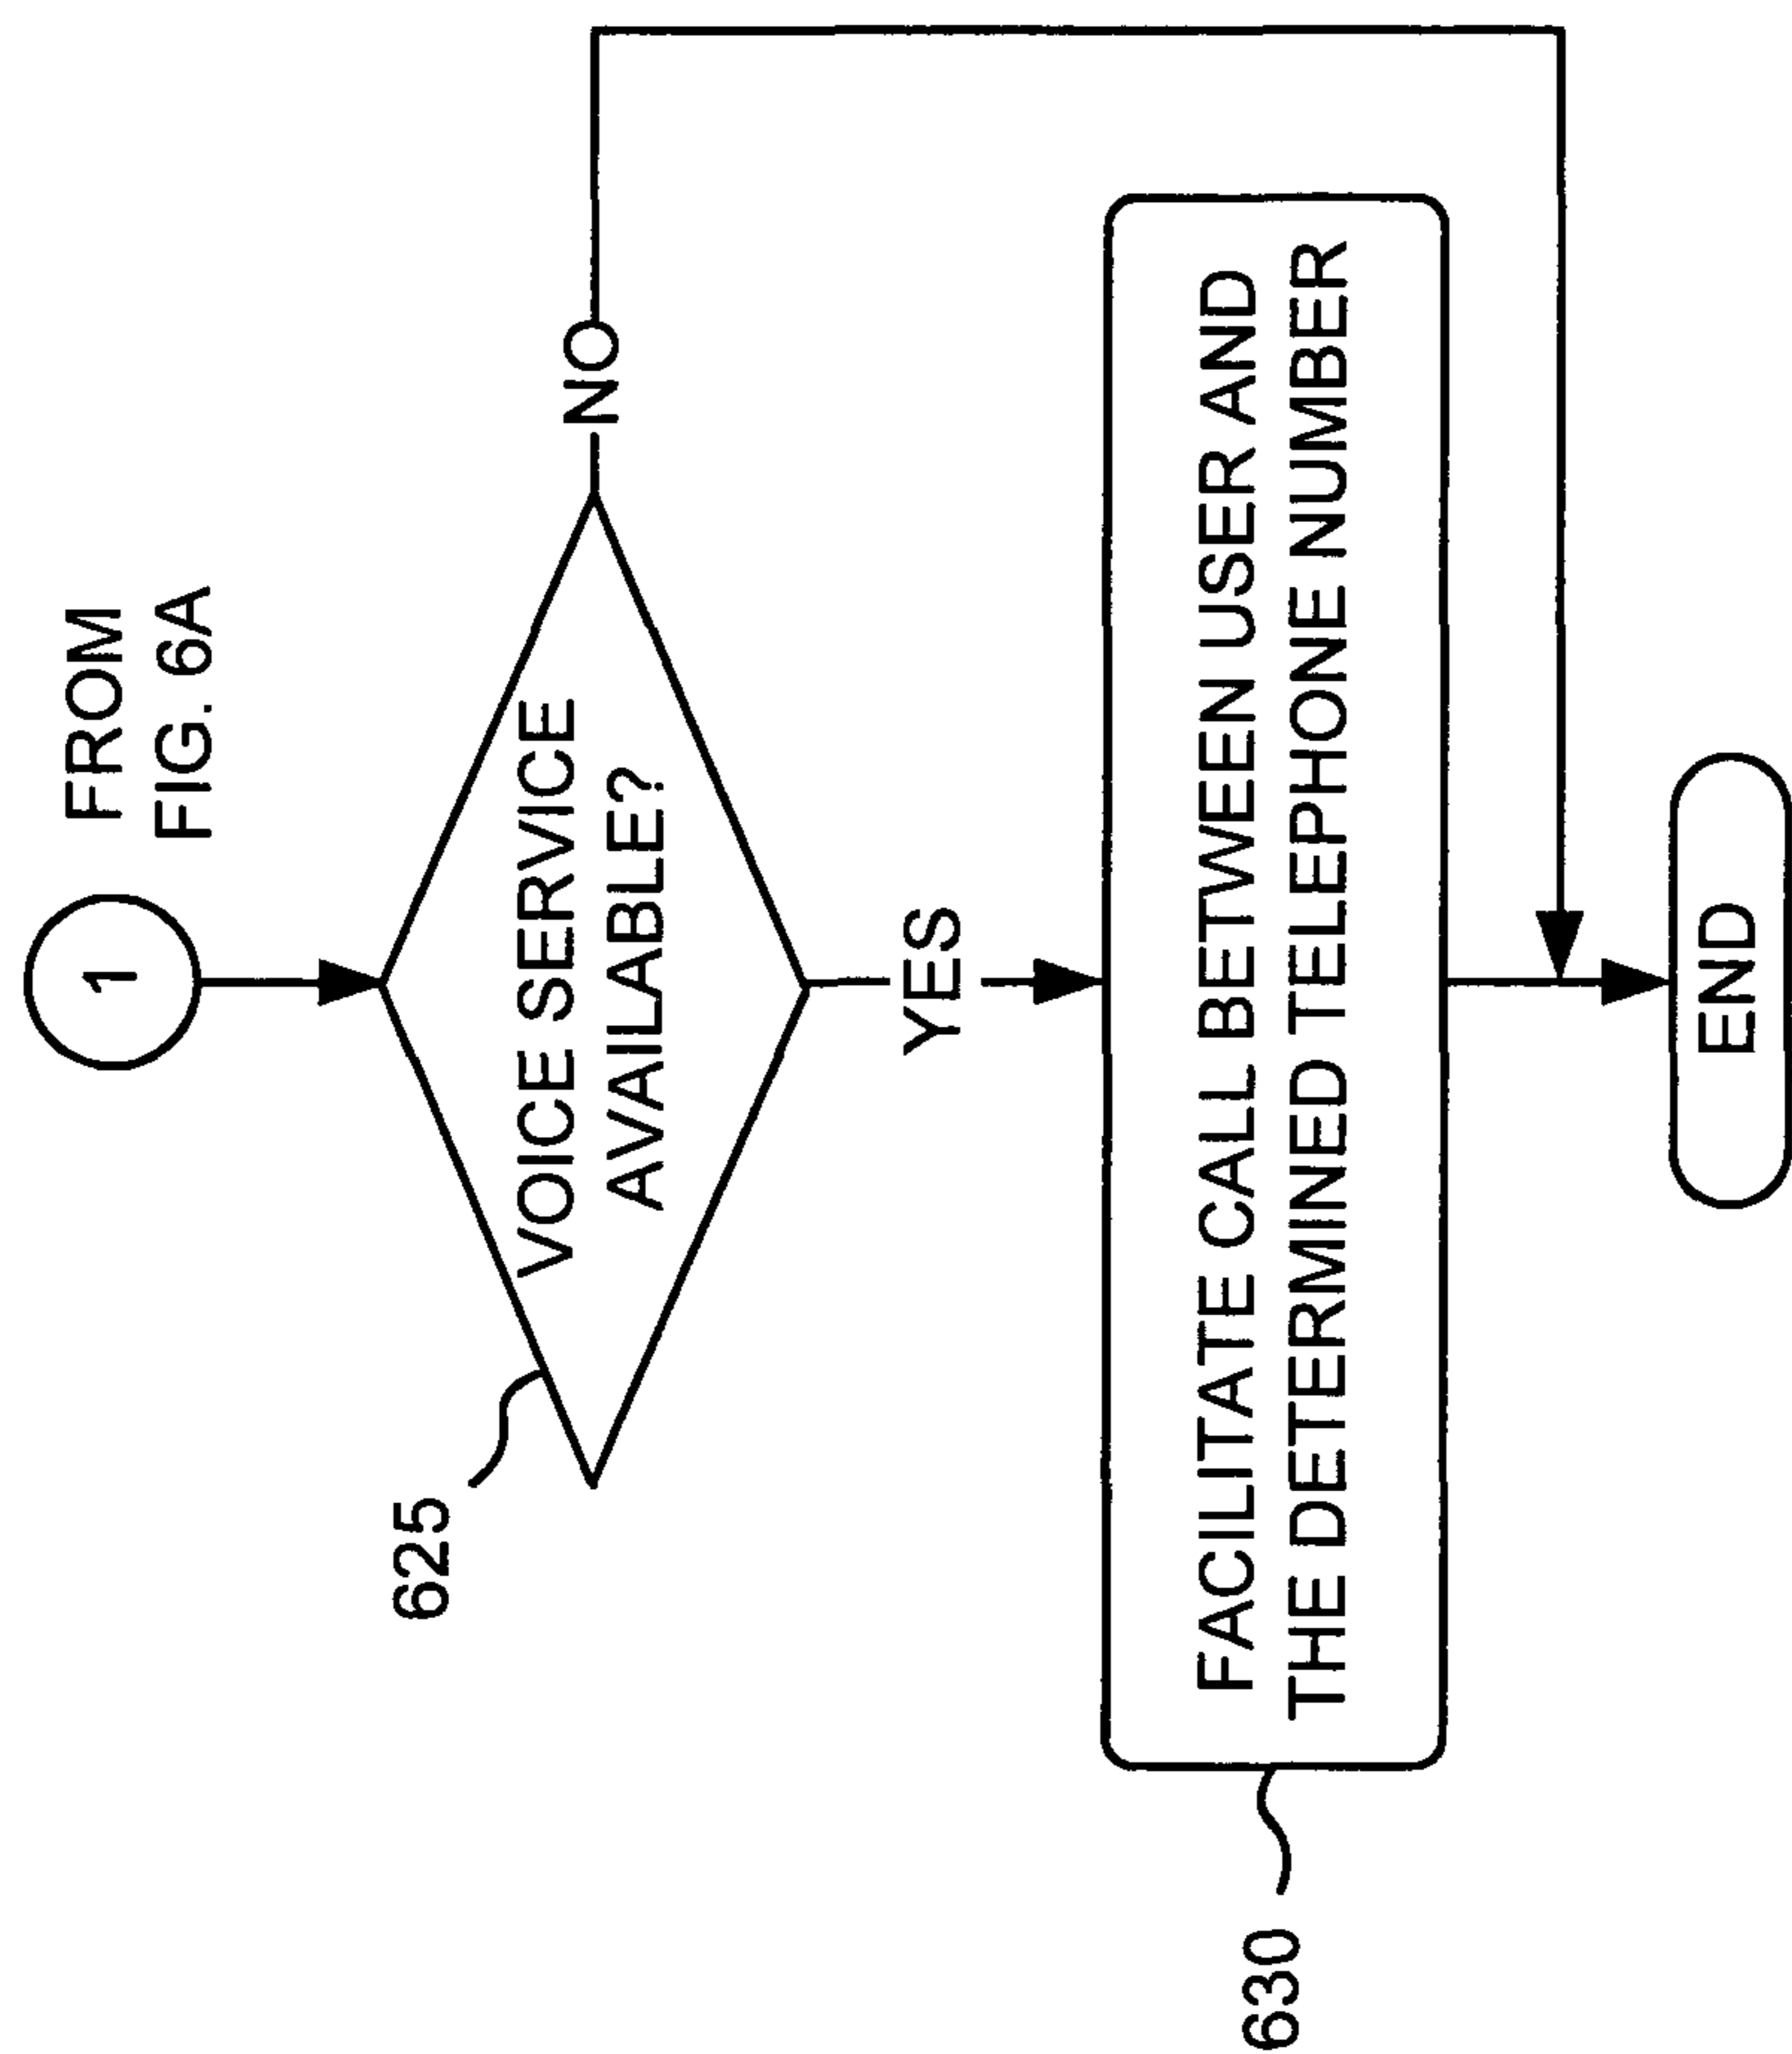 FROM
FIG. 6A
1
625
VOICE SERVICE
AVAILABLE?
NO
YES
FACILITATE CALL BETWEEN USER AND
THE DETERMINED TELEPHONE NUMBER
630
END